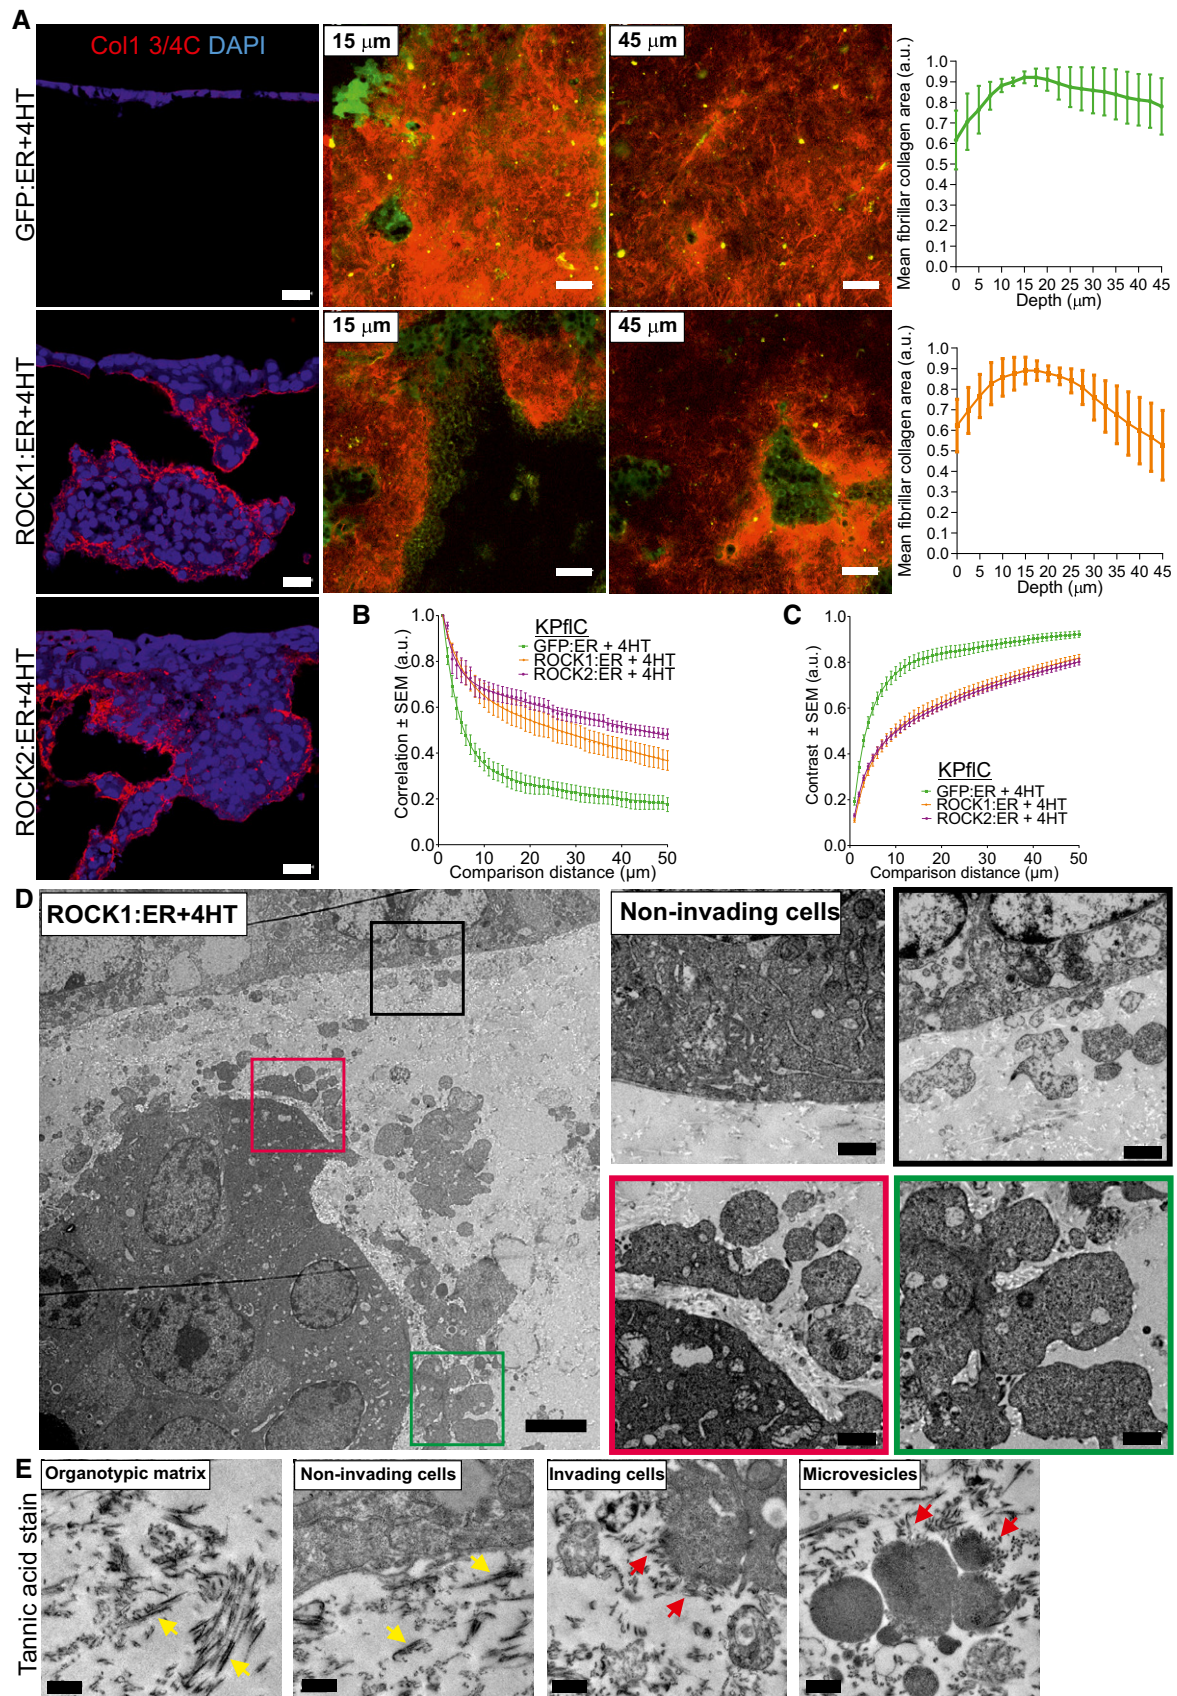 A
Col1 3/4C DAPI
GFP:ER+4HT
15 μm
45 μm
Mean fibrillar collagen area (a.u.)
1.0
0.9
0.8
0.7
0.6
0.5
0.4
0.3
0.2
0.1
0.0
0 5 10 15 20 25 30 35 40 45
Depth (μm)
ROCK1:ER+4HT
15 μm
45 μm
Mean fibrillar collagen area (a.u.)
1.0
0.9
0.8
0.7
0.6
0.5
0.4
0.3
0.2
0.1
0.0
0 5 10 15 20 25 30 35 40 45
Depth (μm)
ROCK2:ER+4HT
B
Correlation ± SEM (a.u.)
1.0
0.8
0.6
0.4
0.2
0.0
KPflC
GFP:ER + 4HT
ROCK1:ER + 4HT
ROCK2:ER + 4HT
0 10 20 30 40 50
Comparison distance (μm)
C
Contrast ± SEM (a.u.)
1.0
0.8
0.6
0.4
0.2
0.0
KPflC
GFP:ER + 4HT
ROCK1:ER + 4HT
ROCK2:ER + 4HT
0 10 20 30 40 50
Comparison distance (μm)
D
ROCK1:ER+4HT
Non-invading cells
E
Tannic acid stain
Organotypic matrix
Non-invading cells
Invading cells
Microvesicles